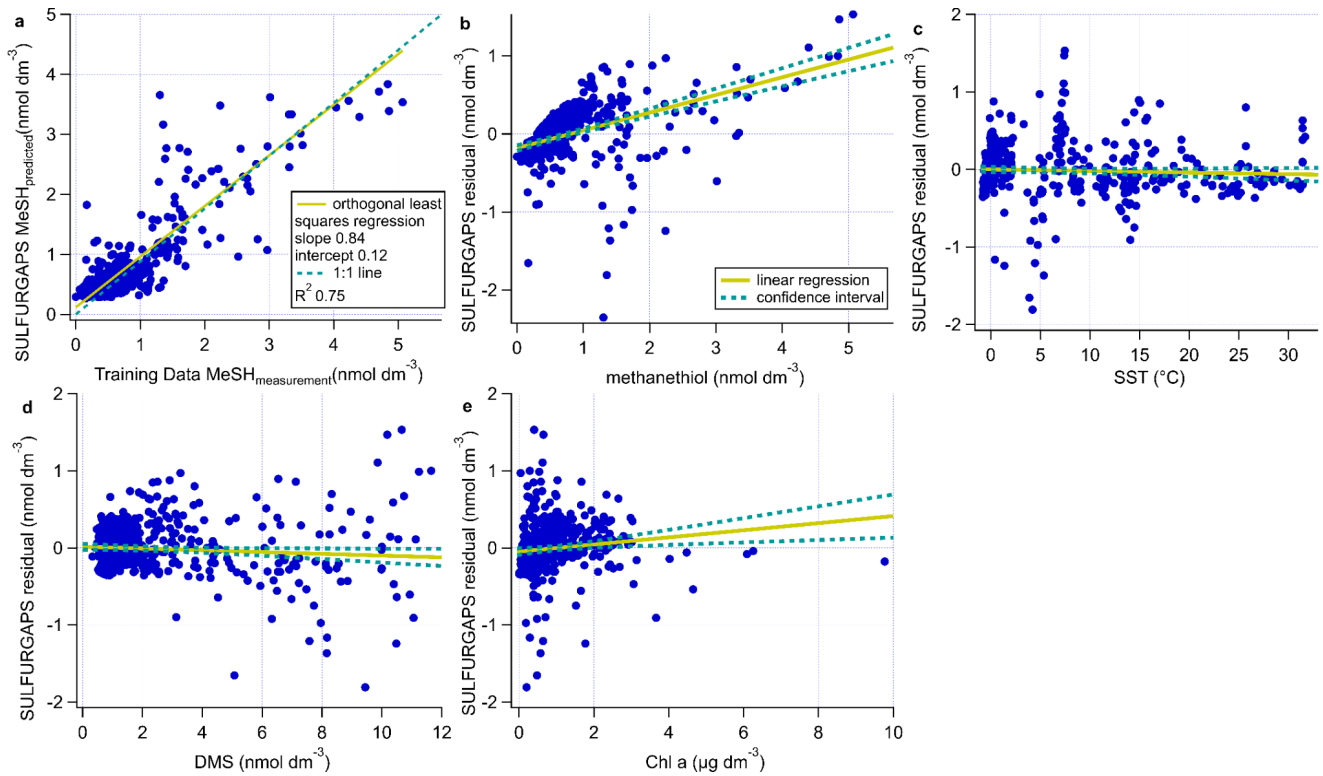 a
SULFURGAPS MeSHpredicted(nmol dm-3)
5
4
3
2
1
0
orthogonal least
squares regression
slope 0.84
intercept 0.12
1:1 line
R2 0.75
0 1 2 3 4 5
Training Data MeSHmeasurement(nmol dm-3)
b
SULFURGAPS residual (nmol dm-3)
1
0
-1
-2
linear regression
confidence interval
0 1 2 3 4 5
methanethiol (nmol dm-3)
c
SULFURGAPS residual (nmol dm-3)
2
1
0
-1
-2
0 5 10 15 20 25 30
SST (°C)
d
SULFURGAPS residual (nmol dm-3)
2
1
0
-1
-2
0 2 4 6 8 10 12
DMS (nmol dm-3)
e
SULFURGAPS residual (nmol dm-3)
2
1
0
-1
-2
0 2 4 6 8 10
Chl a (µg dm-3)